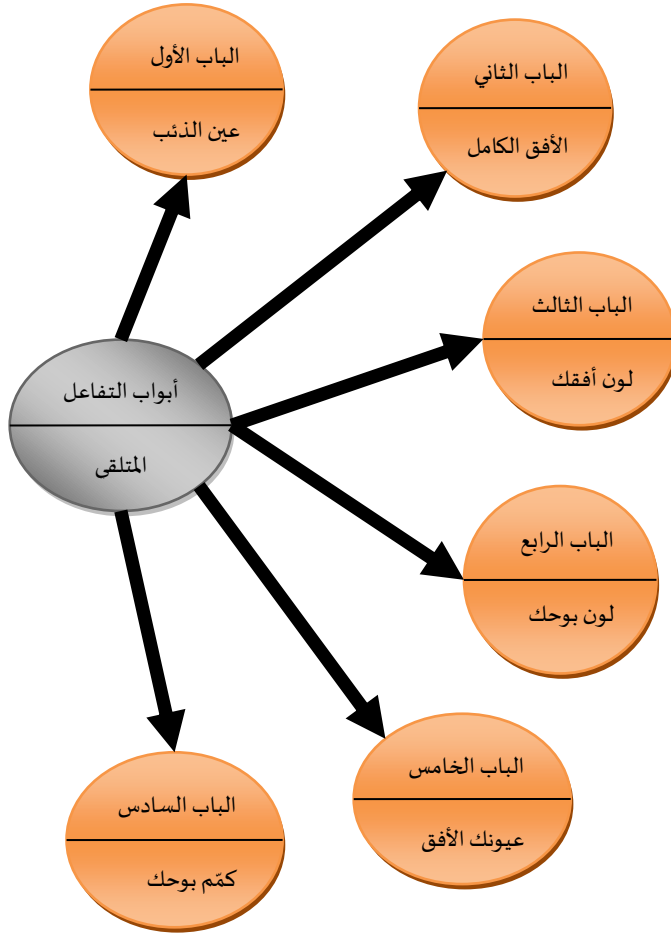 الباب الأول
عين الذئب
الباب الثاني
الأفق الكامل
الباب الثالث
لون أفقك
أبواب التفاعل
المتلقى
الباب الرابع
لون بوحك
الباب الخامس
عيونك الأفق
الباب السادس
كمّم بوحك